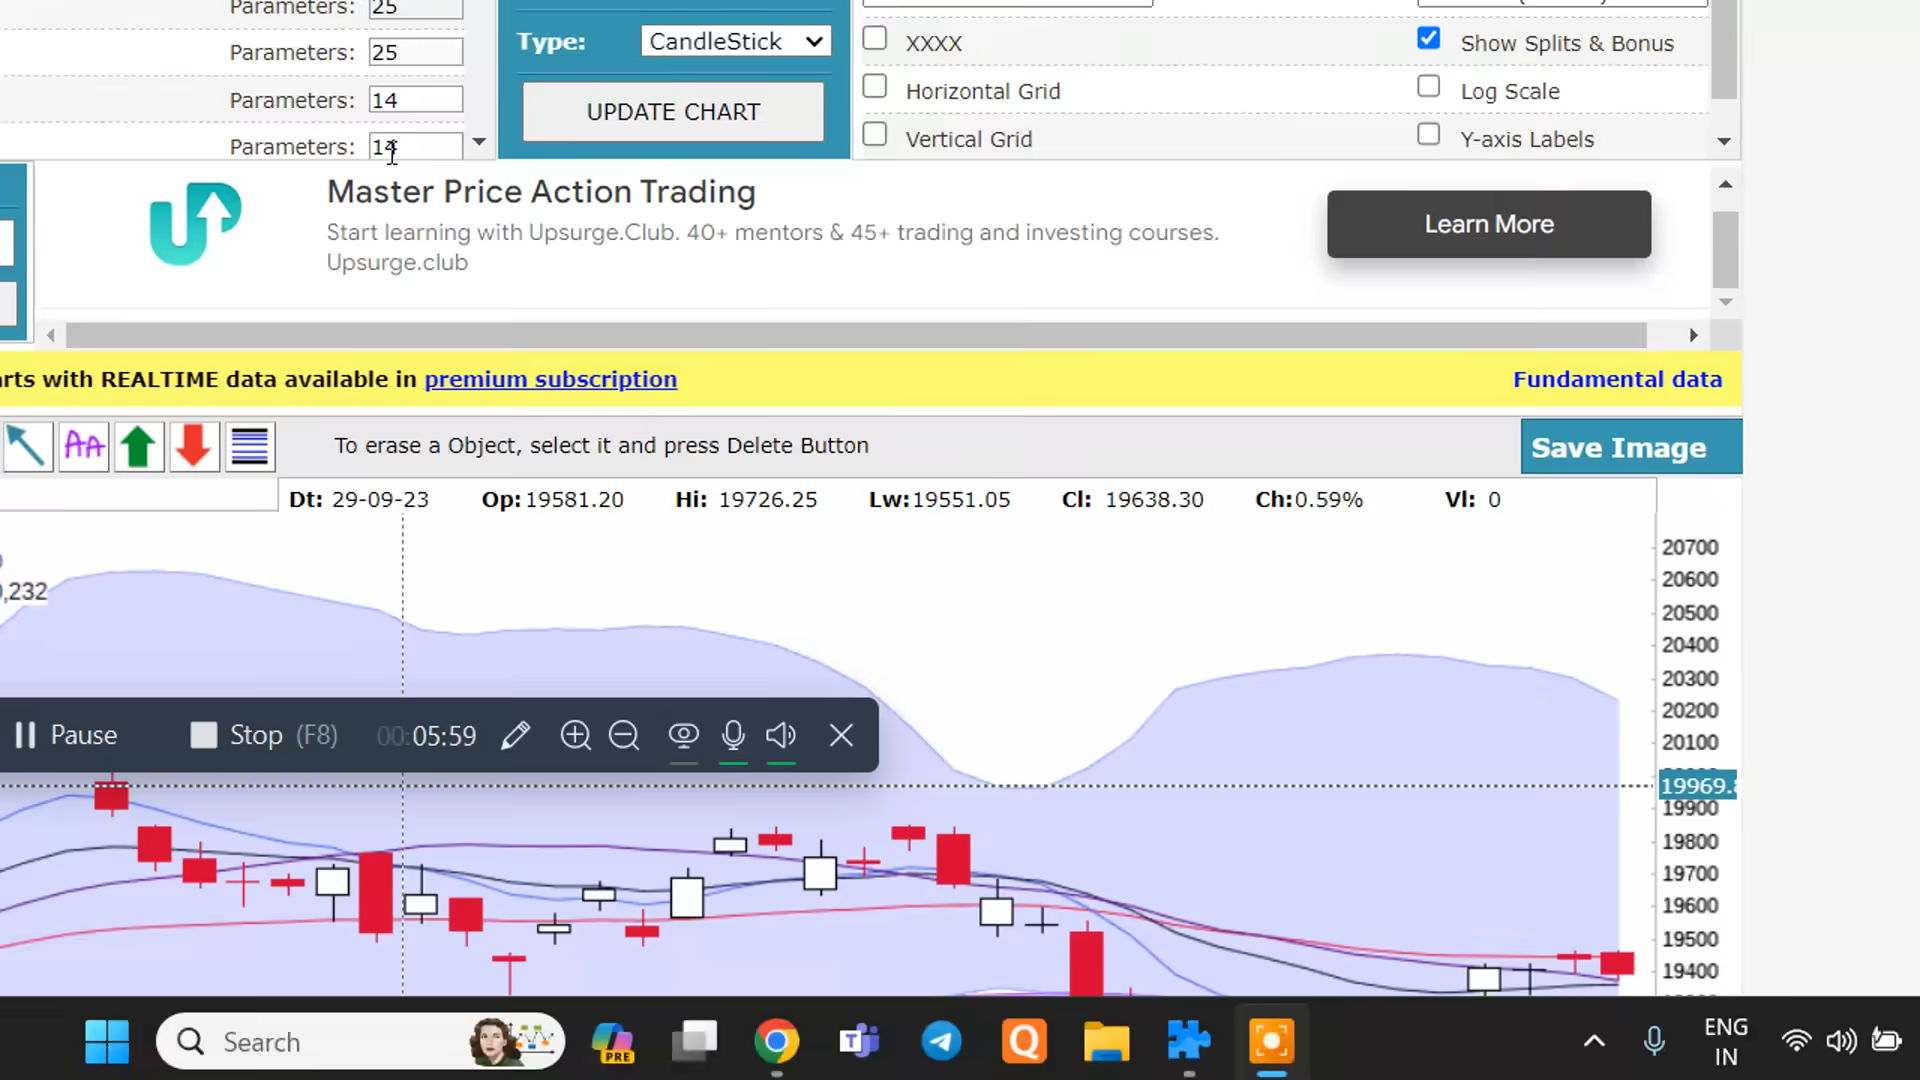 Parameters: 25
Parameters: 25
Parameters: 14
Parameters: 14
Type: CandleStick
UPDATE CHART
XXXX
Show Splits & Bonus
Horizontal Grid
Log Scale
Vertical Grid
Y-axis Labels
Master Price Action Trading
Start learning with Upsurge.Club. 40+ mentors & 45+ trading and investing courses.
Upsurge.club
Learn More
arts with REALTIME data available in premium subscription
Fundamental data
AA
To erase a Object, select it and press Delete Button
Save Image
Dt: 29-09-23 Op:19581.20 Hi: 19726.25 Lw:19551.05 Cl: 19638.30 Ch:0.59% Vl: 0
,232
20700
20600
20500
20400
20300
20200
20100
19969.
19900
19800
19700
19600
19500
19400
Pause
Stop (F8)
00:05:59
Search
PRE
ENG
IN